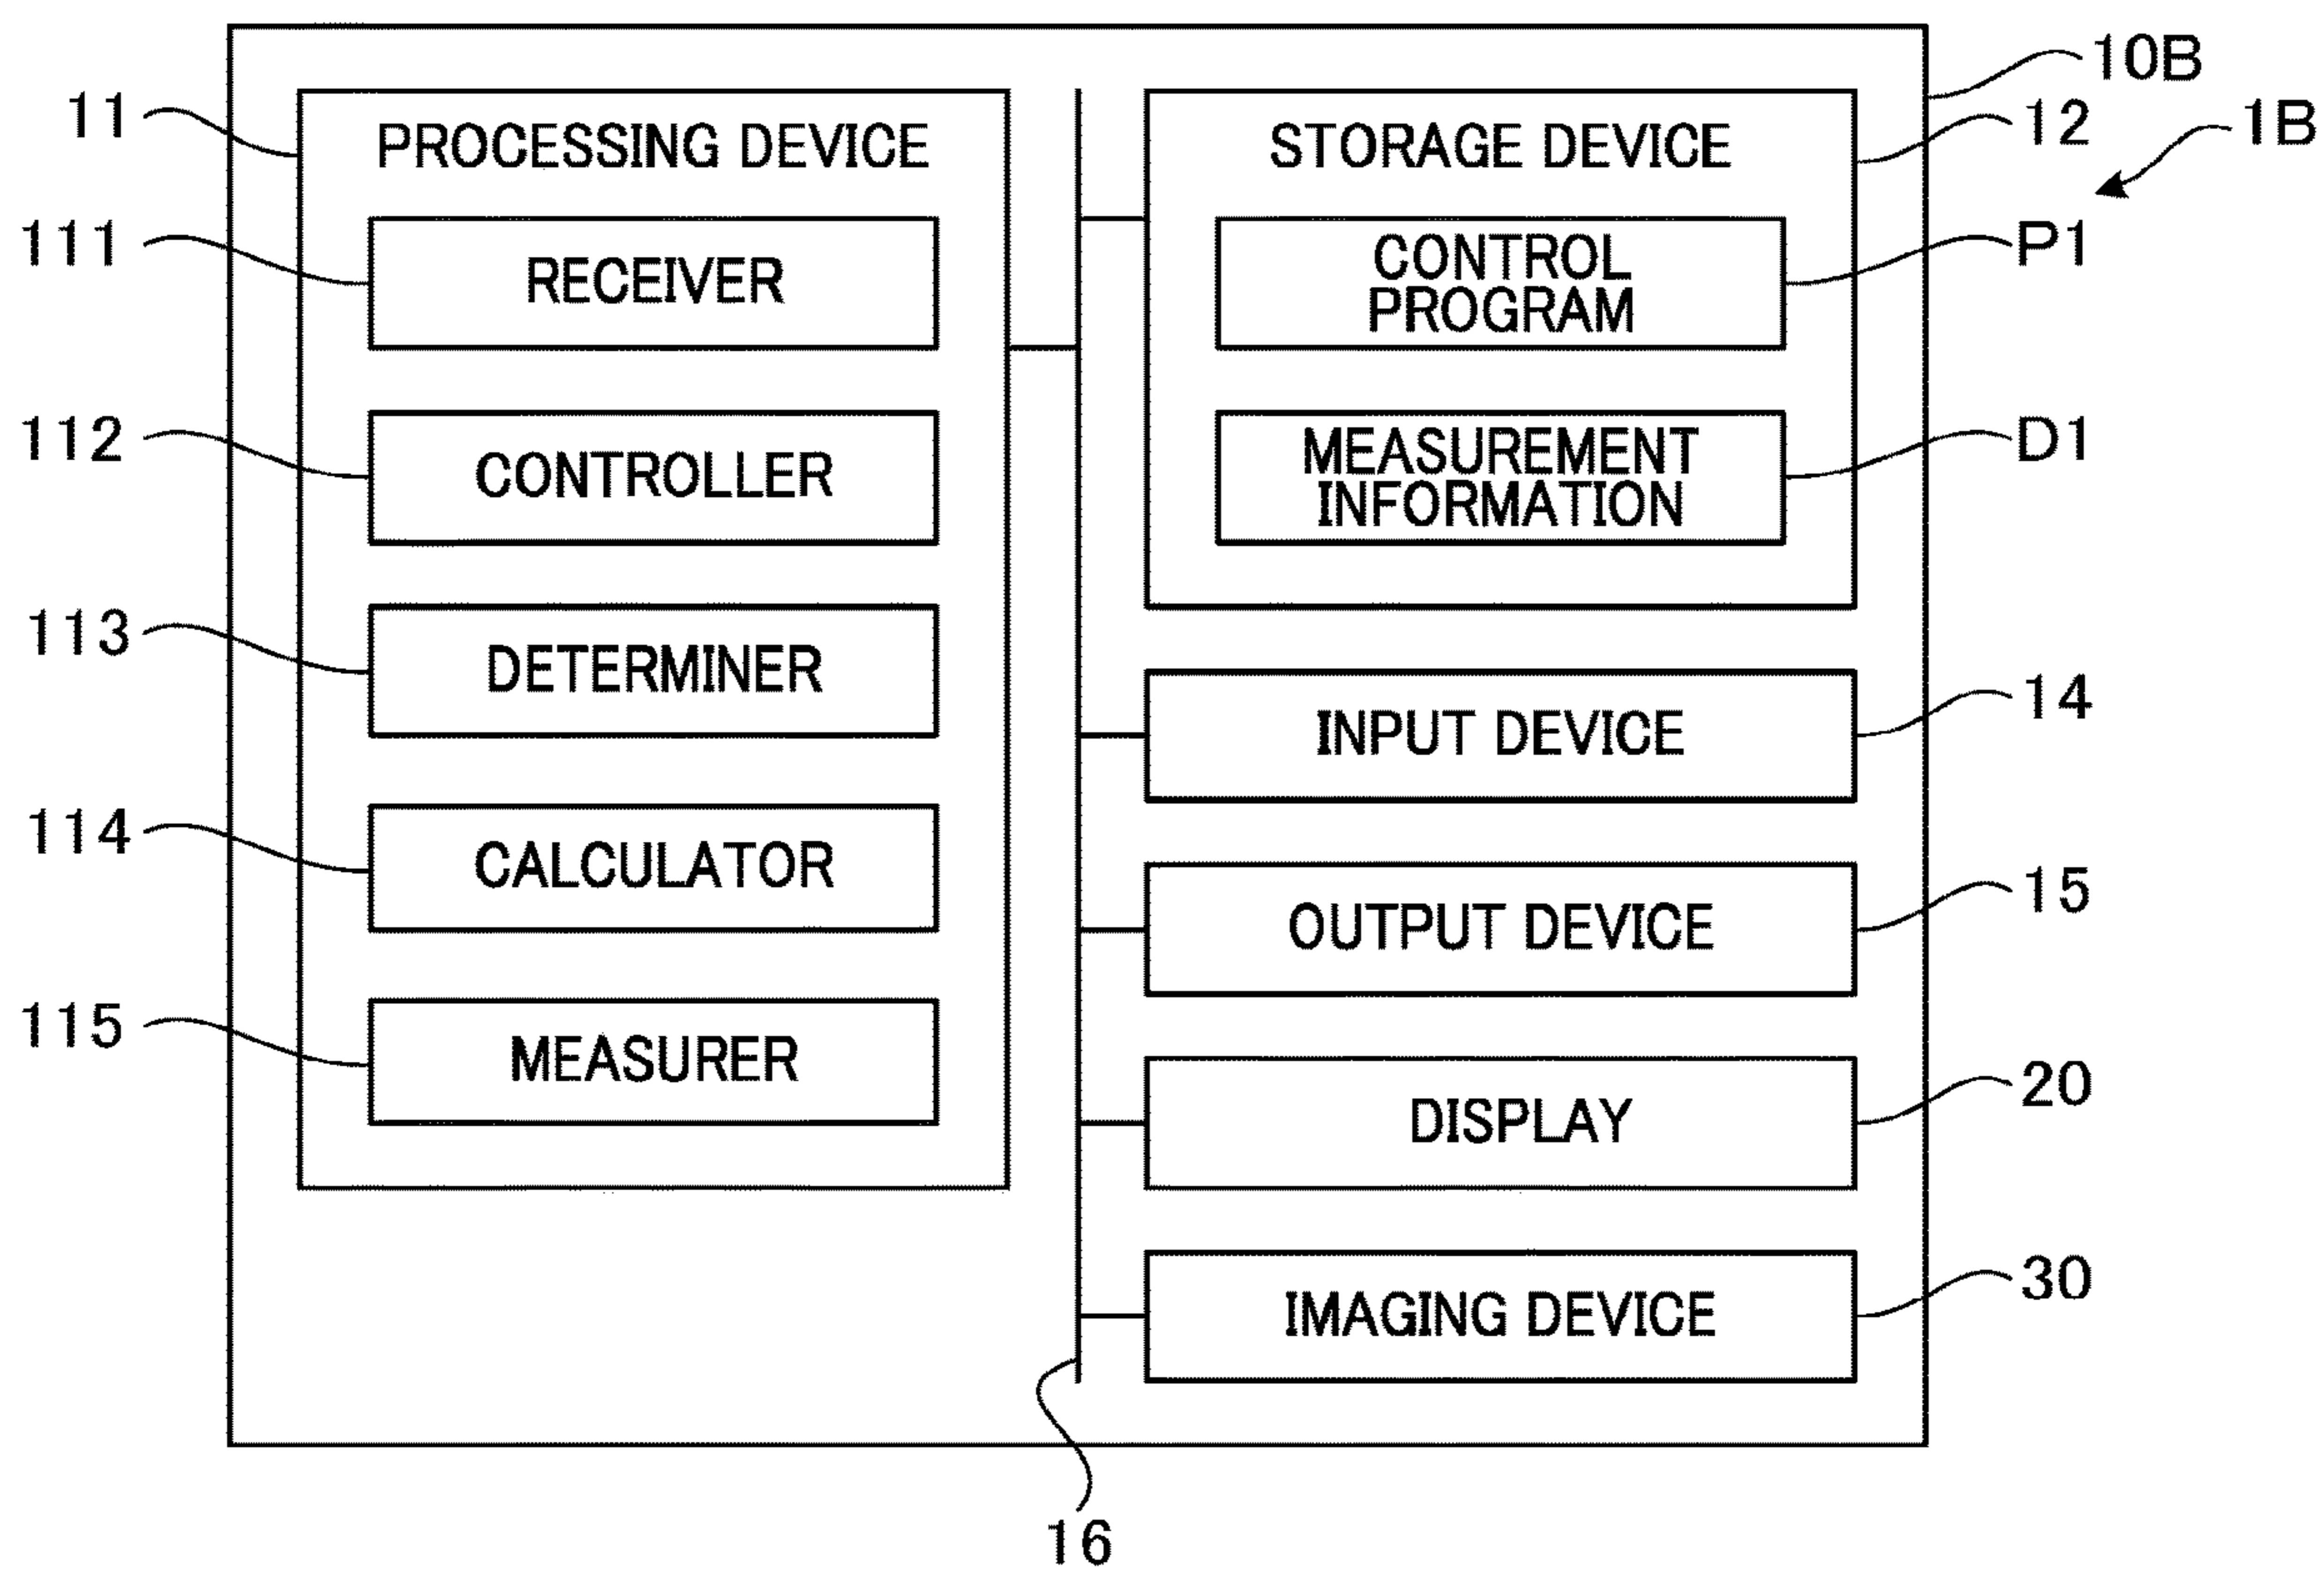 10B
1B
11
PROCESSING DEVICE
111
RECEIVER
112
CONTROLLER
113
DETERMINER
114
CALCULATOR
115
MEASURER
STORAGE DEVICE
12
CONTROL
PROGRAM
P1
MEASUREMENT
INFORMATION
D1
INPUT DEVICE
14
OUTPUT DEVICE
15
DISPLAY
20
IMAGING DEVICE
30
16